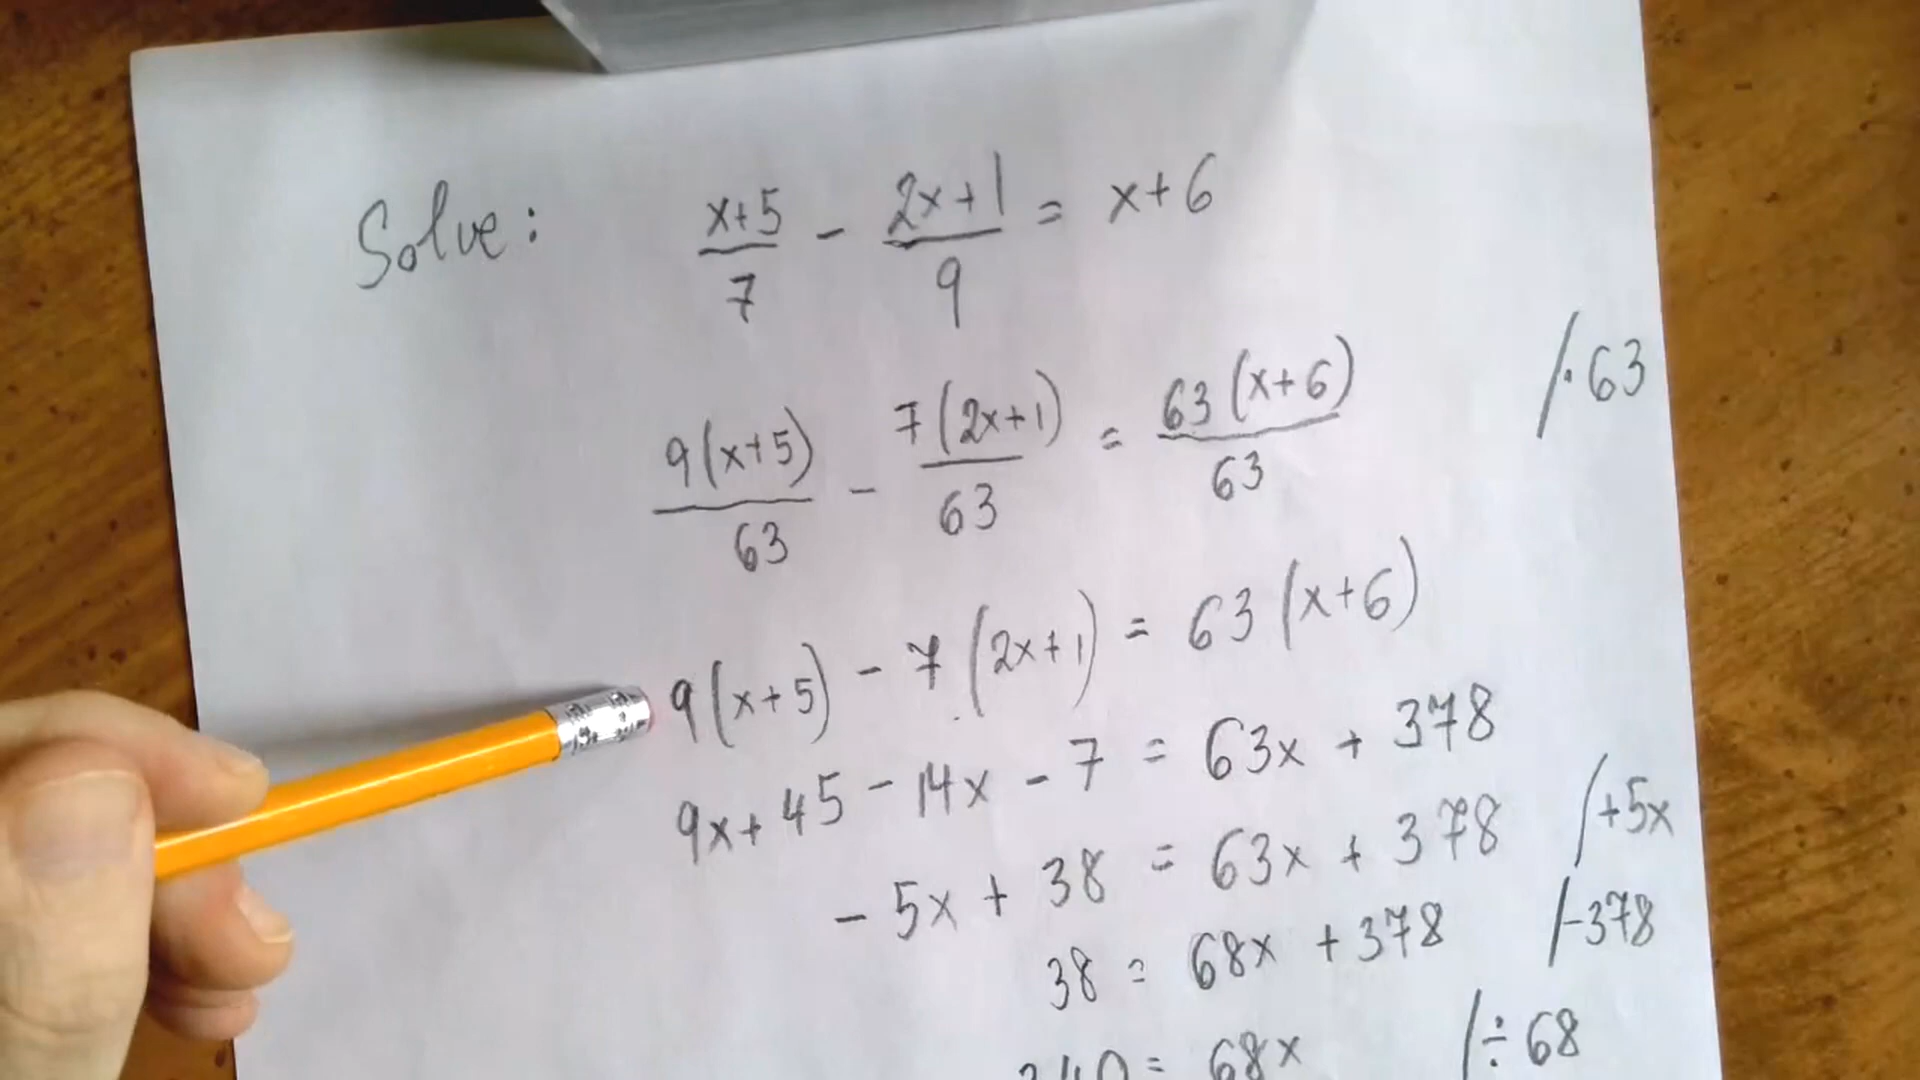 Solve: (x+5)/7 - (2x+1)/9 = x+6
9(x+5)/63 - 7(2x+1)/63 = 63(x+6)/63 /·63
9(x+5) - 7(2x+1) = 63(x+6)
9x+45-14x-7 = 63x+378
-5x+38 = 63x+378 /+5x
38 = 68x+378 /-378
= 68x /÷68